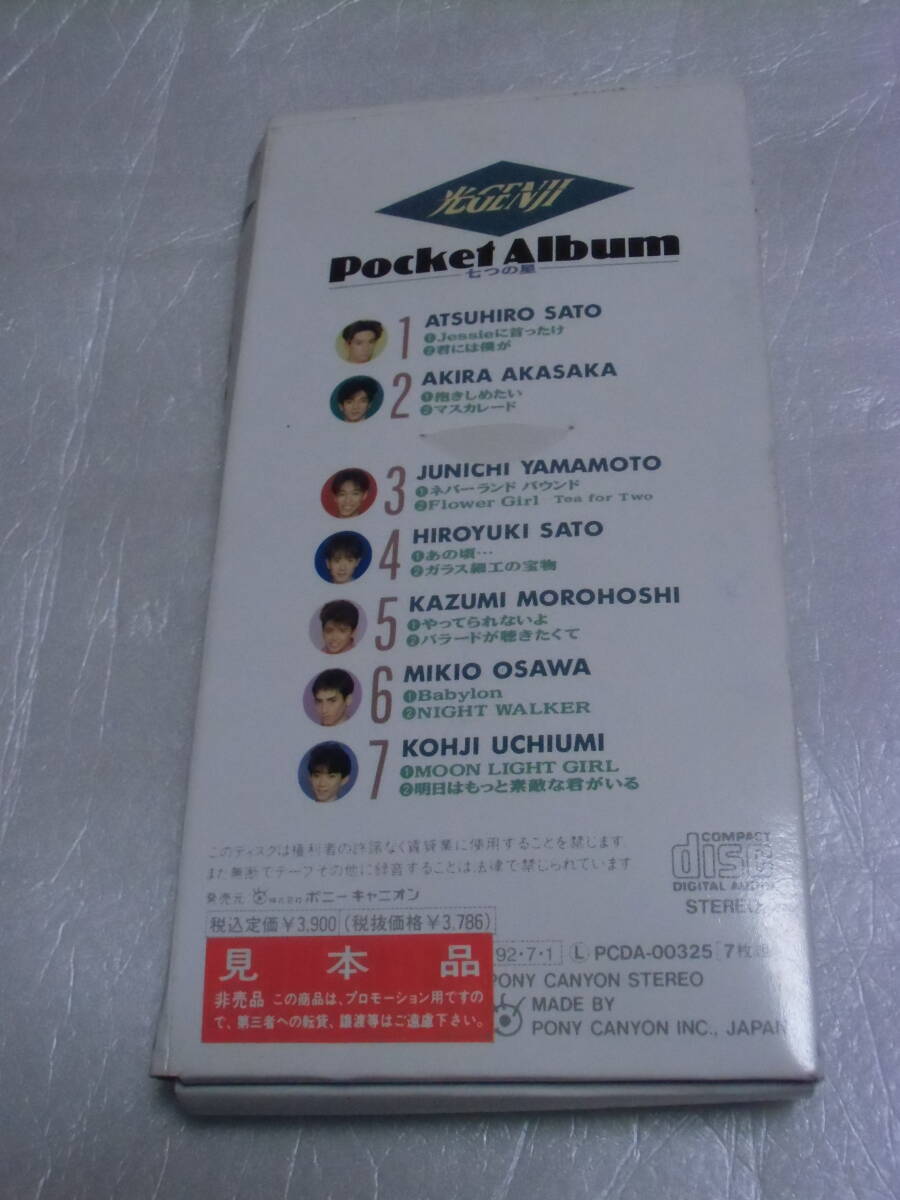 光GENJI
Pocket Album
七つの星
1 ATSUHIRO SATO
❶Jessieに首ったけ
❷君には僕が
2 AKIRA AKASAKA
❶抱きしめたい
❷マスカレード
3 JUNICHI YAMAMOTO
❶ネバーランド バウンド
❷Flower Girl Tea for Two
4 HIROYUKI SATO
❶あの頃…
❷ガラス細工の宝物
5 KAZUMI MOROHOSHI
❶やってられないよ
❷バラードが聴きたくて
6 MIKIO OSAWA
❶Babylon
❷NIGHT WALKER
7 KOHJI UCHIUMI
❶MOON LIGHT GIRL
❷明日はもっと素敵な君がいる
このディスクは権利者の許諾なく賃貸業に使用することを禁じます。
また無断でテープその他に録音することは法律で禁じられています
COMPACT
disc
DIGITAL AUDIO
STEREO
発売元 株式会社 ポニーキャニオン
税込定価¥3,900 (税抜価格¥3,786)
92・7・1 Ⓛ PCDA-00325 7枚組
見本品
非売品 この商品は、プロモーション用ですの
で、第三者への転貸、譲渡等はご遠慮下さい。
PONY CANYON STEREO
MADE BY
PONY CANYON INC., JAPAN